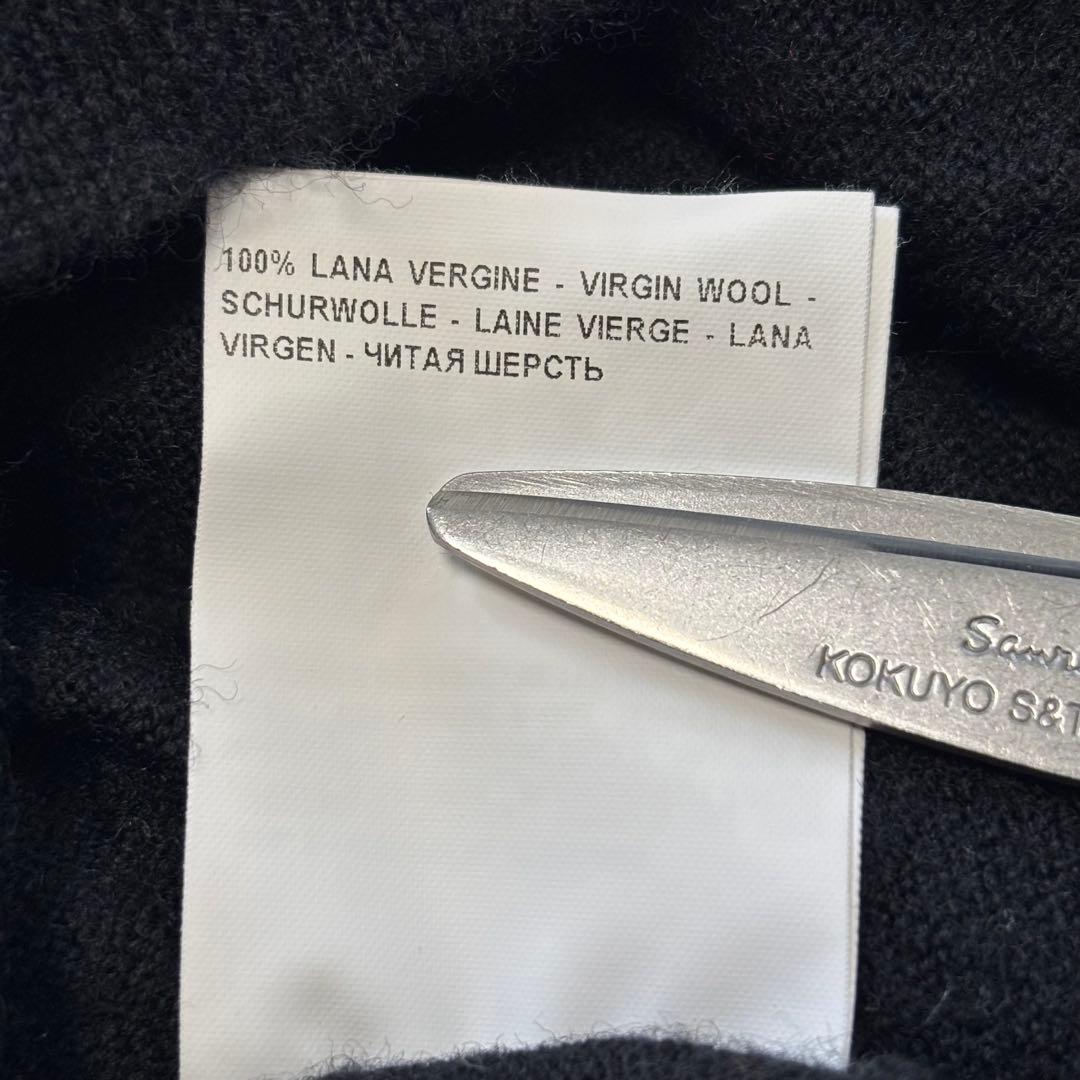 100% LANA VERGINE - VIRGIN WOOL -
SCHURWOLLE - LAINE VIERGE - LANA
VIRGEN - ЧИТАЯ ШЕРСТЬ
KOKUYO S&T